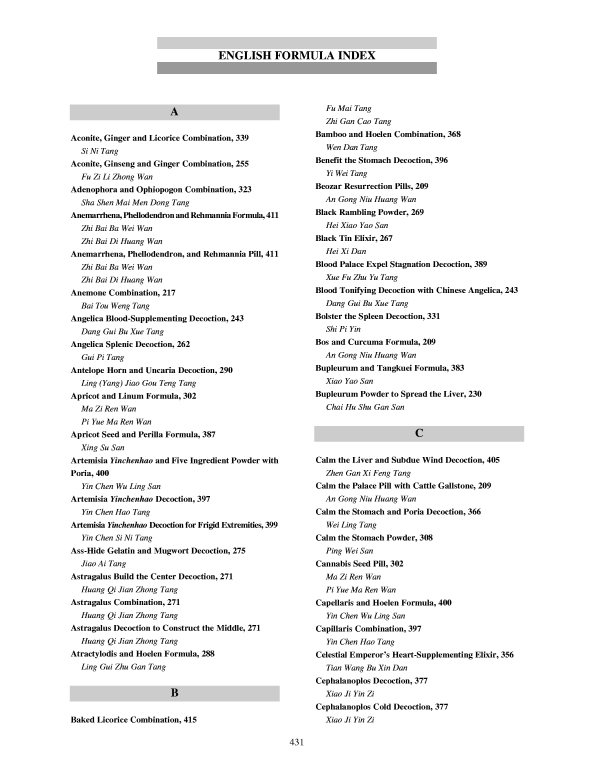 ENGLISH FORMULA INDEX
A
Aconite, Ginger and Licorice Combination, 339
Si Ni Tang
Aconite, Ginseng and Ginger Combination, 255
Fu Zi Li Zhong Wan
Adenophora and Ophiopogon Combination, 323
Sha Shen Mai Men Dong Tang
Anemarrhena, Phellodendron and Rehmannia Formula, 411
Zhi Bai Ba Wei Wan
Zhi Bai Di Huang Wan
Anemarrhena, Phellodendron, and Rehmannia Pill, 411
Zhi Bai Ba Wei Wan
Zhi Bai Di Huang Wan
Anemone Combination, 217
Bai Tou Weng Tang
Angelica Blood-Supplementing Decoction, 243
Dang Gui Bu Xue Tang
Angelica Splenic Decoction, 262
Gui Pi Tang
Antelope Horn and Uncaria Decoction, 290
Ling (Yang) Jiao Gou Teng Tang
Apricot and Linum Formula, 302
Ma Zi Ren Wan
Pi Yue Ma Ren Wan
Apricot Seed and Perilla Formula, 387
Xing Su San
Artemisia Yinchenhao and Five Ingredient Powder with
Poria, 400
Yin Chen Wu Ling San
Artemisia Yinchenhao Decoction, 397
Yin Chen Hao Tang
Artemisia Yinchenhao Decoction for Frigid Extremities, 399
Yin Chen Si Ni Tang
Ass-Hide Gelatin and Mugwort Decoction, 275
Jiao Ai Tang
Astragalus Build the Center Decoction, 271
Huang Qi Jian Zhong Tang
Astragalus Combination, 271
Huang Qi Jian Zhong Tang
Astragalus Decoction to Construct the Middle, 271
Huang Qi Jian Zhong Tang
Atractylodis and Hoelen Formula, 288
Ling Gui Zhu Gan Tang
B
Baked Licorice Combination, 415
Fu Mai Tang
Zhi Gan Cao Tang
Bamboo and Hoelen Combination, 368
Wen Dan Tang
Benefit the Stomach Decoction, 396
Yi Wei Tang
Beozar Resurrection Pills, 209
An Gong Niu Huang Wan
Black Rambling Powder, 269
Hei Xiao Yao San
Black Tin Elixir, 267
Hei Xi Dan
Blood Palace Expel Stagnation Decoction, 389
Xue Fu Zhu Yu Tang
Blood Tonifying Decoction with Chinese Angelica, 243
Dang Gui Bu Xue Tang
Bolster the Spleen Decoction, 331
Shi Pi Yin
Bos and Curcuma Formula, 209
An Gong Niu Huang Wan
Bupleurum and Tangkuei Formula, 383
Xiao Yao San
Bupleurum Powder to Spread the Liver, 230
Chai Hu Shu Gan San
C
Calm the Liver and Subdue Wind Decoction, 405
Zhen Gan Xi Feng Tang
Calm the Palace Pill with Cattle Gallstone, 209
An Gong Niu Huang Wan
Calm the Stomach and Poria Decoction, 366
Wei Ling Tang
Calm the Stomach Powder, 308
Ping Wei San
Cannabis Seed Pill, 302
Ma Zi Ren Wan
Pi Yue Ma Ren Wan
Capellaris and Hoelen Formula, 400
Yin Chen Wu Ling San
Capillaris Combination, 397
Yin Chen Hao Tang
Celestial Emperor's Heart-Supplementing Elixir, 356
Tian Wang Bu Xin Dan
Cephalanoplos Decoction, 377
Xiao Ji Yin Zi
Cephalanoplos Cold Decoction, 377
Xiao Ji Yin Zi
431